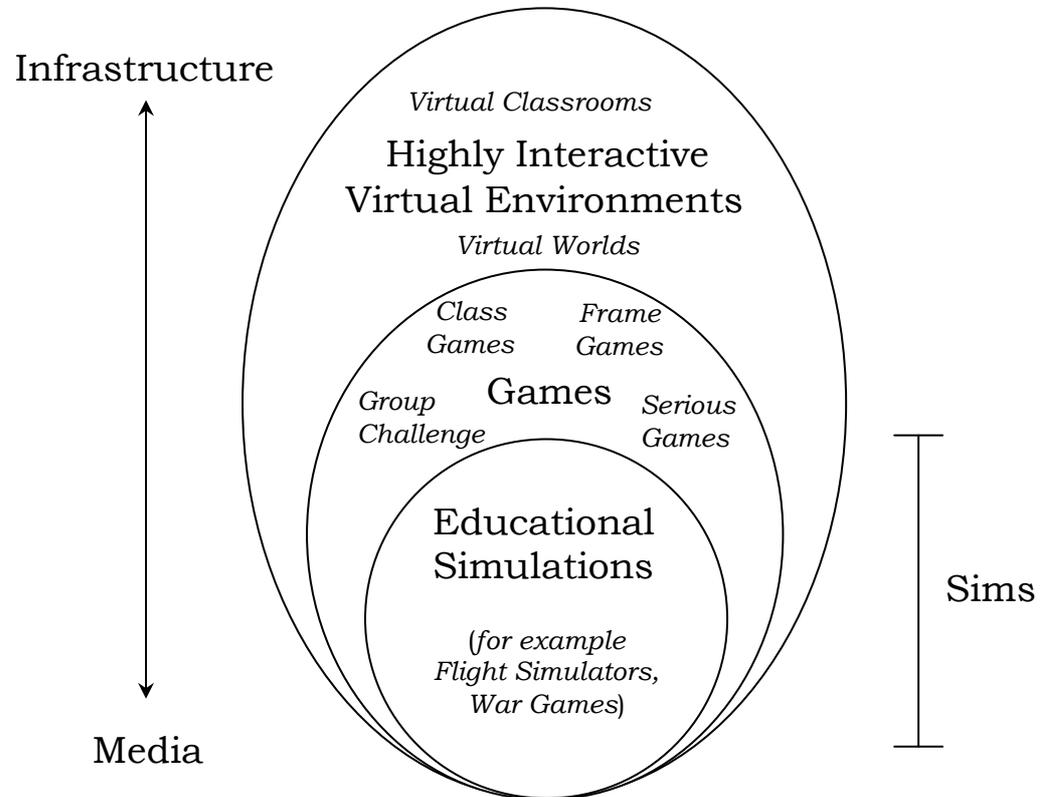 Infrastructure
Virtual Classrooms
Highly Interactive
Virtual Environments
Virtual Worlds
Class
Games
Frame
Games
Games
Group
Challenge
Serious
Games
Educational
Simulations
(for example
Flight Simulators,
War Games)
Sims
Media